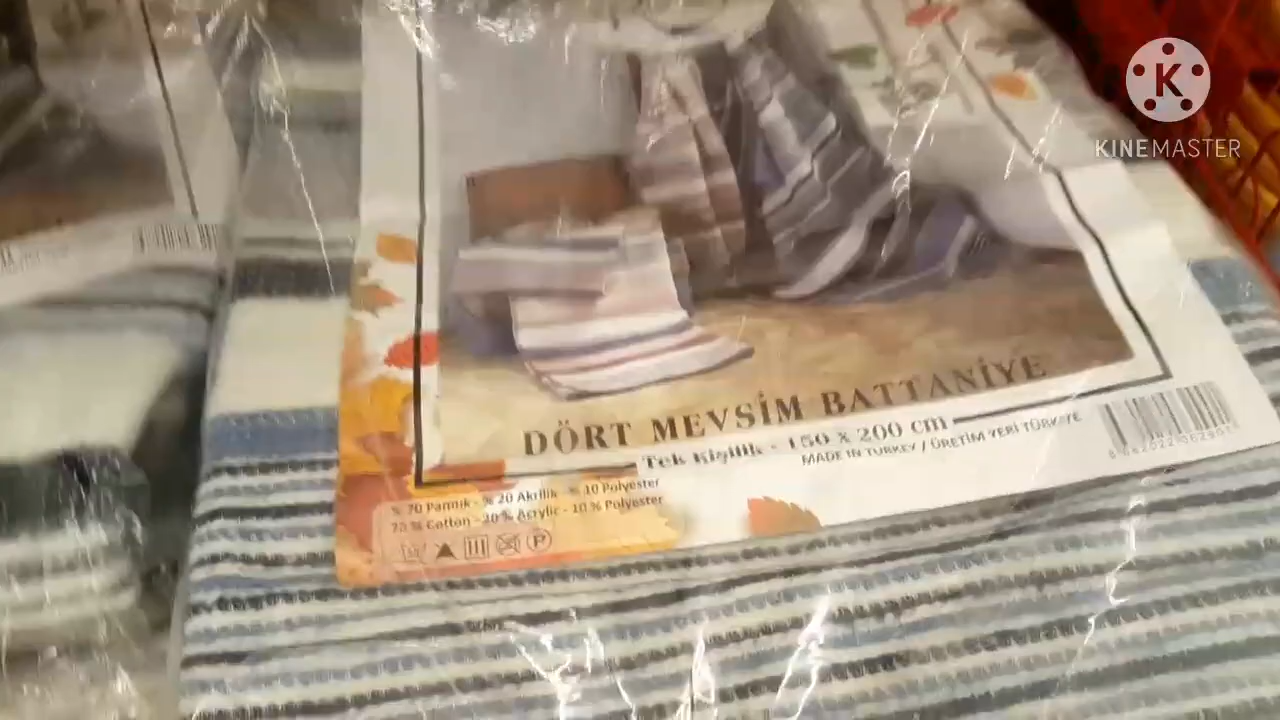 K
KINEMASTER
DÖRT MEVSİM BATTANİYE
Tek Kişilik - 150 x 200 cm
MADE IN TURKEY / ÜRETİM YERİ TÜRKİYE
% 70 Pamuk - % 20 Akrilik - % 10 Polyester
70 % Cotton - 20 % Acrylic - 10 % Polyester
P